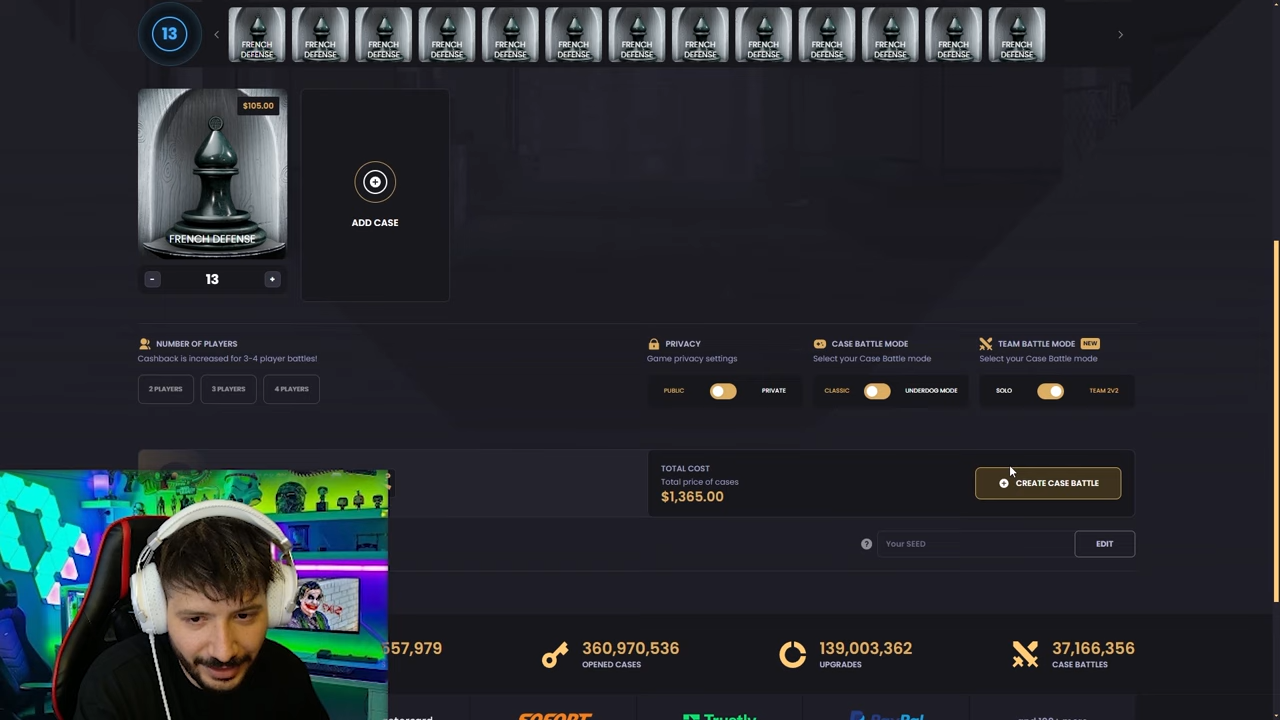 13
FRENCH DEFENSE
FRENCH DEFENSE
FRENCH DEFENSE
FRENCH DEFENSE
FRENCH DEFENSE
FRENCH DEFENSE
FRENCH DEFENSE
FRENCH DEFENSE
FRENCH DEFENSE
FRENCH DEFENSE
FRENCH DEFENSE
FRENCH DEFENSE
FRENCH DEFENSE
$105.00
FRENCH DEFENSE
ADD CASE
- 13 +
NUMBER OF PLAYERS
Cashback is increased for 3-4 player battles!
2 PLAYERS 3 PLAYERS 4 PLAYERS
PRIVACY
Game privacy settings
PUBLIC PRIVATE
CASE BATTLE MODE
Select your Case Battle mode
CLASSIC UNDERDOG MODE
TEAM BATTLE MODE NEW
Select your Case Battle mode
SOLO TEAM 2V2
TOTAL COST
Total price of cases
$1,365.00
CREATE CASE BATTLE
? Your SEED EDIT
557,979
360,970,536
OPENED CASES
139,003,362
UPGRADES
37,166,356
CASE BATTLES
SOFORT
Trustly
PayPal